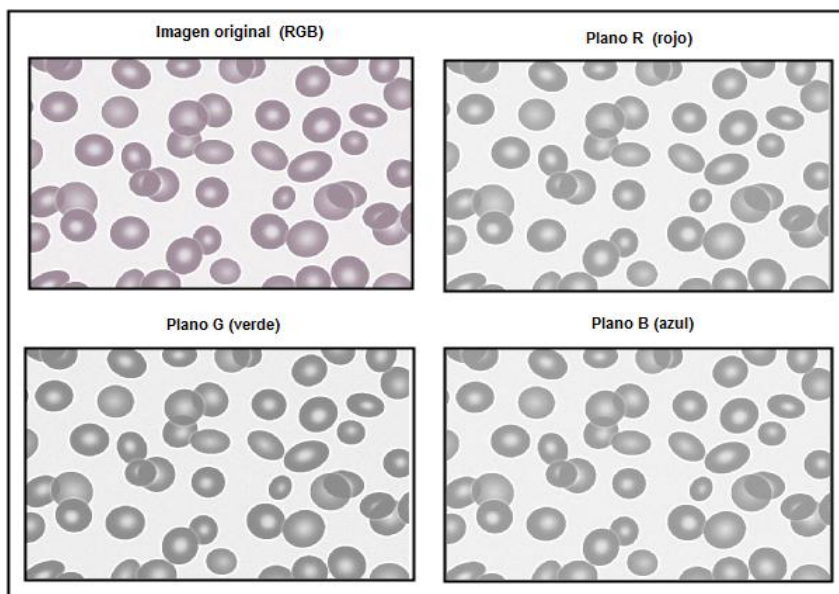 Imagen original (RGB)
Plano R (rojo)
Plano G (verde)
Plano B (azul)